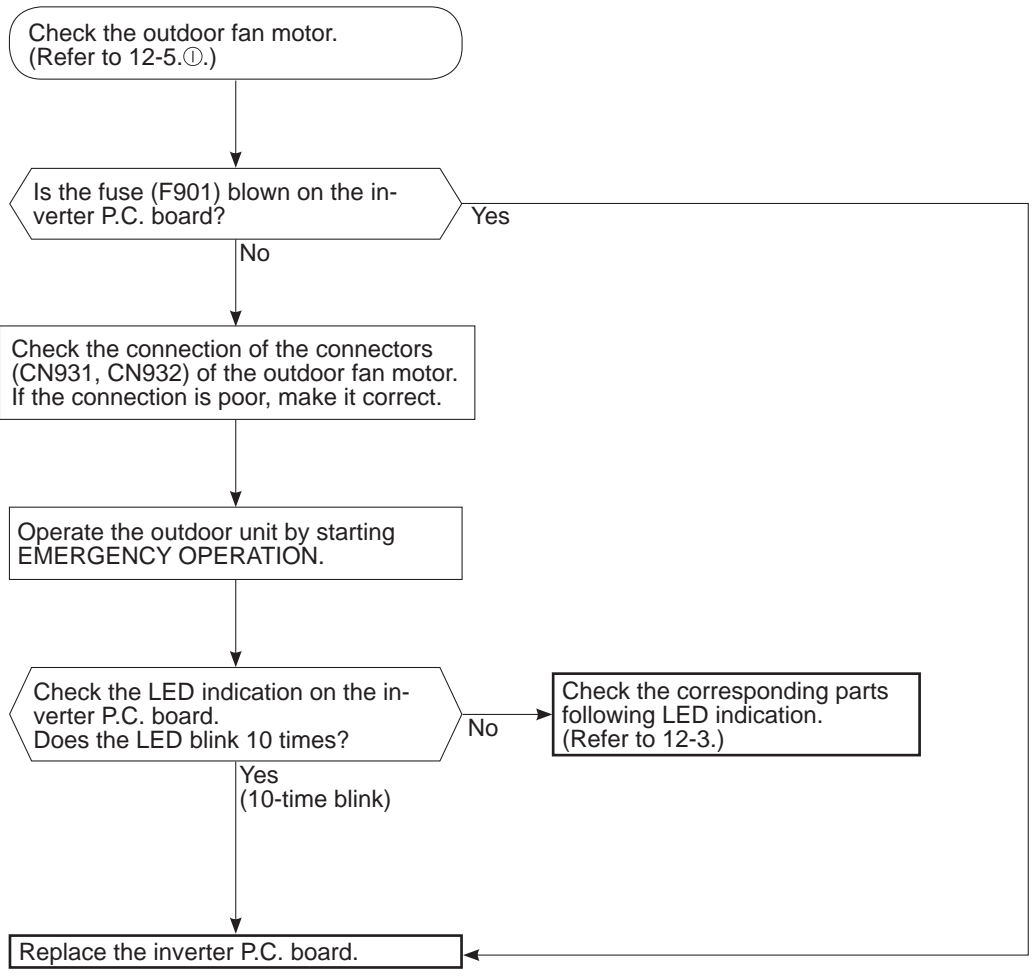 Check the outdoor fan motor.
(Refer to 12-5.Ⓘ.)
Is the fuse (F901) blown on the in-
verter P.C. board?
Yes
No
Check the connection of the connectors
(CN931, CN932) of the outdoor fan motor.
If the connection is poor, make it correct.
Operate the outdoor unit by starting
EMERGENCY OPERATION.
Check the LED indication on the in-
verter P.C. board.
Does the LED blink 10 times?
No
Check the corresponding parts
following LED indication.
(Refer to 12-3.)
Yes
(10-time blink)
Replace the inverter P.C. board.